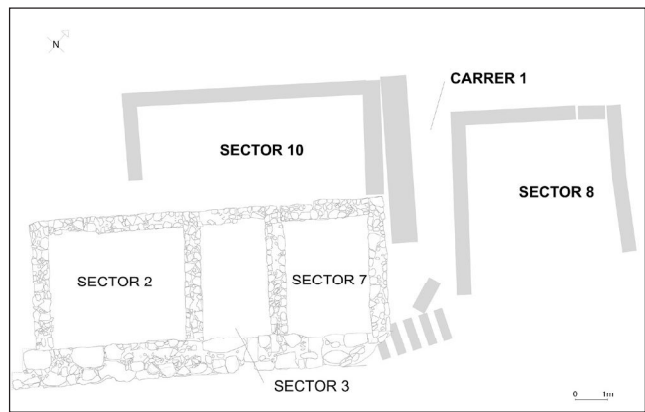 N
CARRER 1
SECTOR 10
SECTOR 8
SECTOR 2
SECTOR 7
SECTOR 3
0 1m